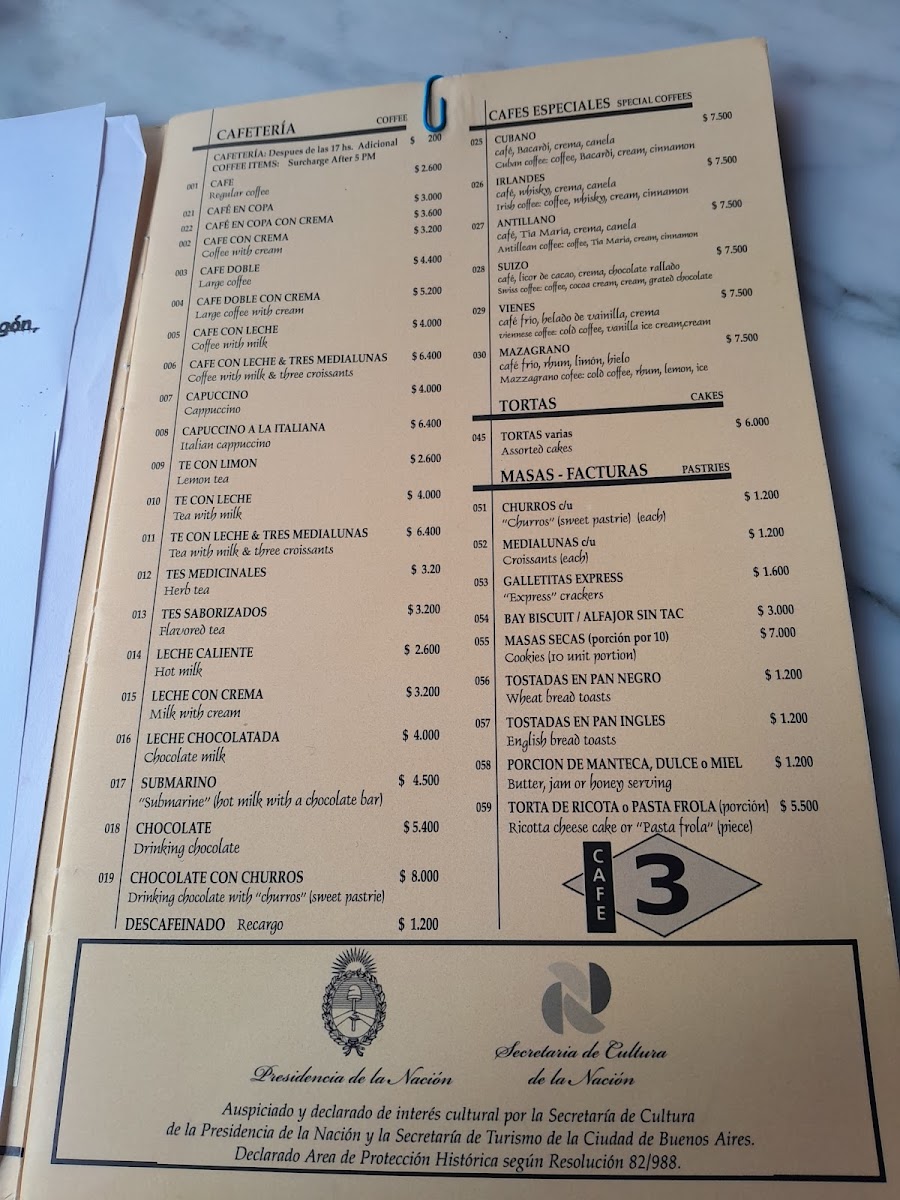 gón,
CAFETERÍA COFFEE
CAFETERÍA: Despues de las 17 hs. Adicional $ 200
COFFEE ITEMS: Surcharge After 5 PM
001 CAFE $ 2.600
Regular coffee
021 CAFÉ EN COPA $ 3.000
022 CAFÉ EN COPA CON CREMA $ 3.600
002 CAFE CON CREMA $ 3.200
Coffee with cream
003 CAFE DOBLE $ 4.400
Large coffee
004 CAFE DOBLE CON CREMA $ 5.200
Large coffee with cream
005 CAFE CON LECHE $ 4.000
Coffee with milk
006 CAFE CON LECHE & TRES MEDIALUNAS $ 6.400
Coffee with milk & three croissants
007 CAPUCCINO $ 4.000
Cappuccino
008 CAPUCCINO A LA ITALIANA $ 6.400
Italian cappuccino
009 TE CON LIMON $ 2.600
Lemon tea
010 TE CON LECHE $ 4.000
Tea with milk
011 TE CON LECHE & TRES MEDIALUNAS $ 6.400
Tea with milk & three croissants
012 TES MEDICINALES $ 3.20
Herb tea
013 TES SABORIZADOS $ 3.200
Flavored tea
014 LECHE CALIENTE $ 2.600
Hot milk
015 LECHE CON CREMA $ 3.200
Milk with cream
016 LECHE CHOCOLATADA $ 4.000
Chocolate milk
017 SUBMARINO $ 4.500
"Submarine" (hot milk with a chocolate bar)
018 CHOCOLATE $ 5.400
Drinking chocolate
019 CHOCOLATE CON CHURROS $ 8.000
Drinking chocolate with "churros" (sweet pastrie)
DESCAFEINADO Recargo $ 1.200
CAFES ESPECIALES SPECIAL COFFEES
025 CUBANO $ 7.500
café, Bacardi, crema, canela
Cuban coffee: coffee, Bacardi, cream, cinnamon
026 IRLANDES $ 7.500
café, whisky, crema, canela
Irish coffee: coffee, whisky, cream, cinnamon
027 ANTILLANO $ 7.500
café, Tia Maria, crema, canela
Antillean coffee: coffee, Tia Maria, cream, cinnamon
028 SUIZO $ 7.500
café, licor de cacao, crema, chocolate rallado
Swiss coffee: coffee, cocoa cream, cream, grated chocolate
029 VIENES $ 7.500
café frio, helado de vainilla, crema
Viennese coffee: cold coffee, vanilla ice cream,cream
030 MAZAGRANO $ 7.500
café frio, rhum, limón, hielo
Mazzagrano cofee: cold coffee, rhum, lemon, ice
TORTAS CAKES
045 TORTAS varias $ 6.000
Assorted cakes
MASAS - FACTURAS PASTRIES
051 CHURROS c/u $ 1.200
"Churros" (sweet pastrie) (each)
052 MEDIALUNAS c/u $ 1.200
Croissants (each)
053 GALLETITAS EXPRESS $ 1.600
"Express" crackers
054 BAY BISCUIT / ALFAJOR SIN TAC $ 3.000
055 MASAS SECAS (porción por 10) $ 7.000
Cookies (10 unit portion)
056 TOSTADAS EN PAN NEGRO $ 1.200
Wheat bread toasts
057 TOSTADAS EN PAN INGLES $ 1.200
English bread toasts
058 PORCION DE MANTECA, DULCE o MIEL $ 1.200
Butter, jam or honey serving
059 TORTA DE RICOTA o PASTA FROLA (porción) $ 5.500
Ricotta cheese cake or "Pasta frola" (piece)
CAFE 3
Presidencia de la Nación
Secretaria de Cultura
de la Nación
Auspiciado y declarado de interés cultural por la Secretaría de Cultura
de la Presidencia de la Nación y la Secretaría de Turismo de la Ciudad de Buenos Aires.
Declarado Area de Protección Histórica según Resolución 82/988.